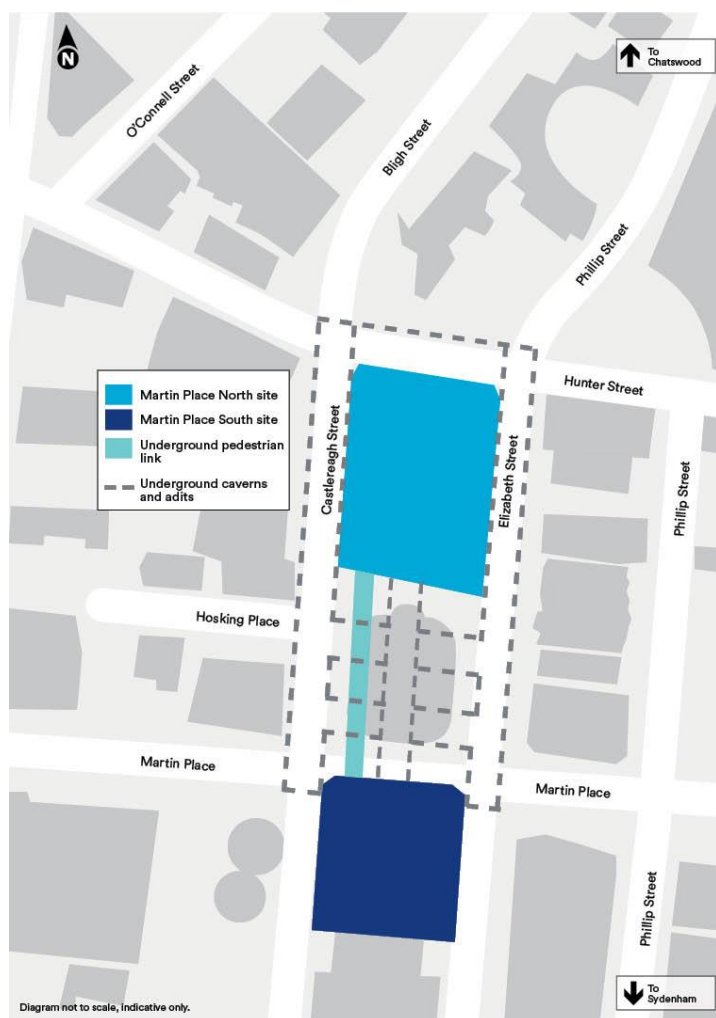 N
To
Chatswood
O'Connell Street
Bligh Street
Phillip Street
Hunter Street
Martin Place North site
Martin Place South site
Underground pedestrian
link
Underground caverns
and adits
Castlereagh Street
Elizabeth Street
Phillip Street
Hosking Place
Martin Place
Martin Place
Phillip Street
To
Sydenham
Diagram not to scale, indicative only.